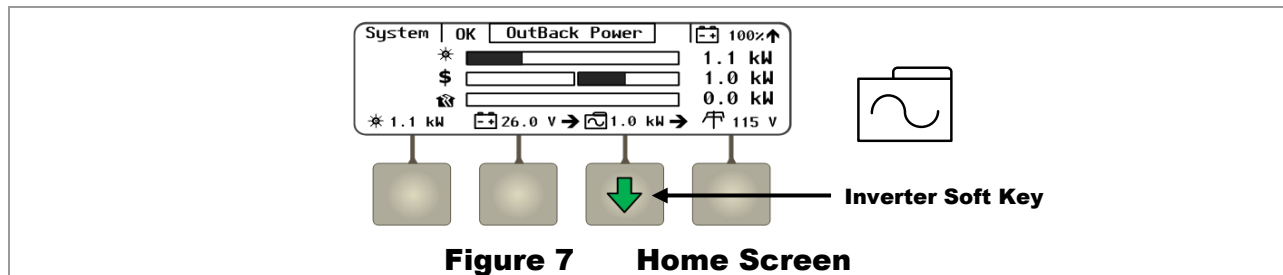 System OK OutBack Power 100%
1.1 kW
$ 1.0 kW
0.0 kW
1.1 kW 26.0 V 1.0 kW 115 V
Inverter Soft Key
Figure 7 Home Screen